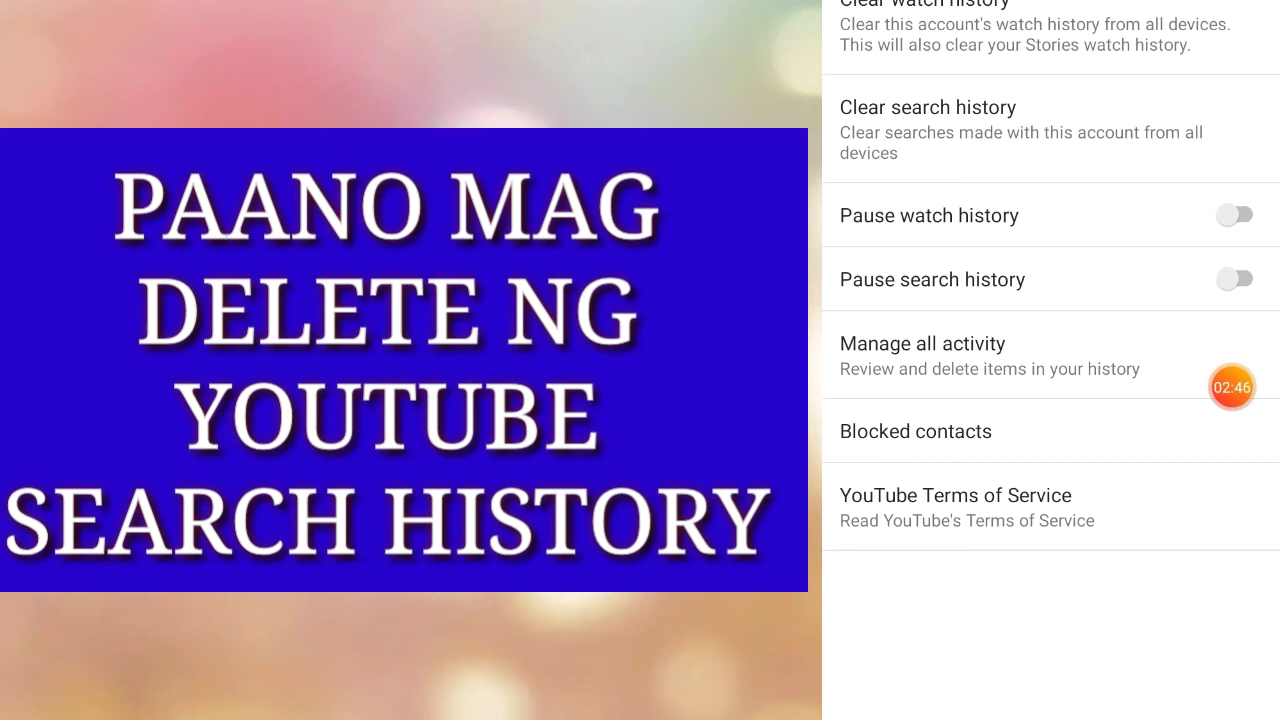 PAANO MAG
DELETE NG
YOUTUBE
SEARCH HISTORY
Clear watch history
Clear this account's watch history from all devices.
This will also clear your Stories watch history.
Clear search history
Clear searches made with this account from all
devices
Pause watch history
Pause search history
Manage all activity
Review and delete items in your history
02:46
Blocked contacts
YouTube Terms of Service
Read YouTube's Terms of Service